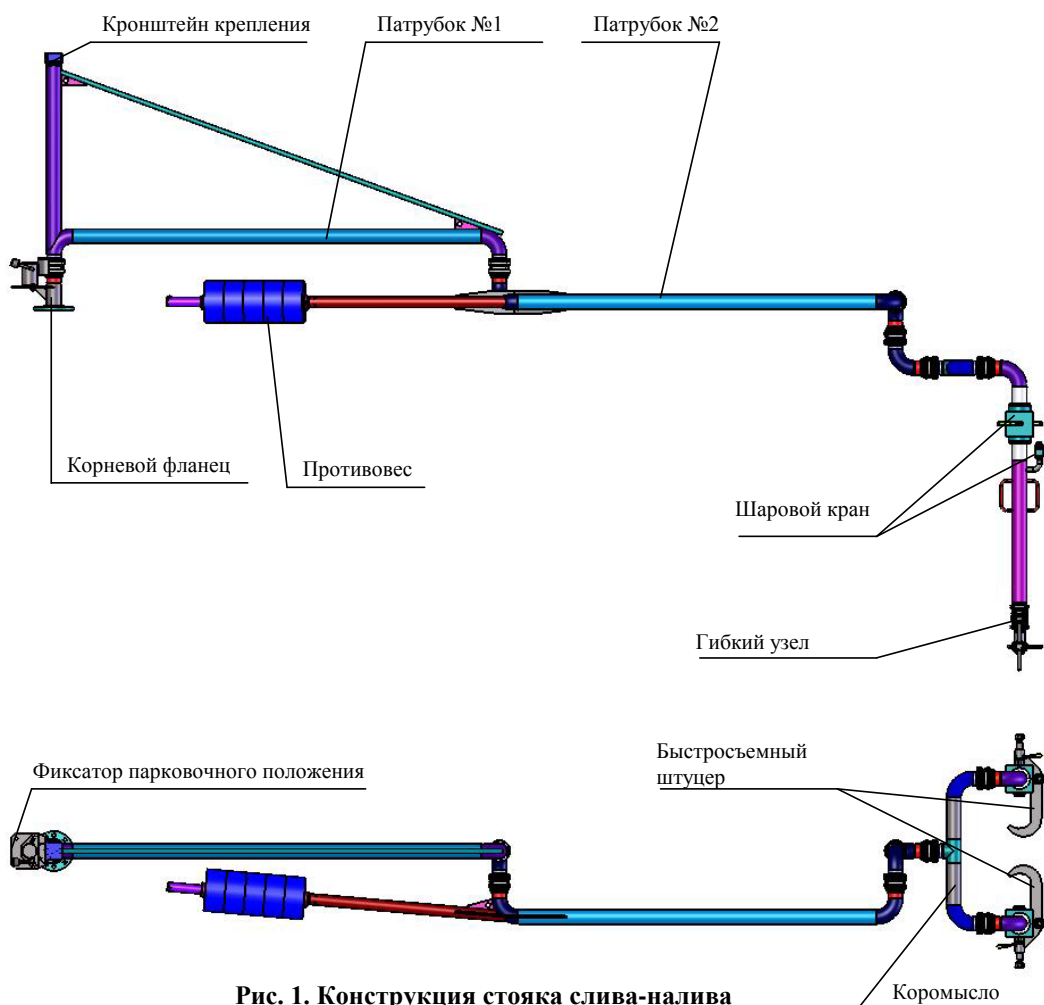 Кронштейн крепления
Патрубок №1
Патрубок №2
Корневой фланец
Противовес
Шаровой кран
Гибкий узел
Быстросъемный
штуцер
Фиксатор парковочного положения
Коромысло
Рис. 1. Конструкция стояка слива-налива